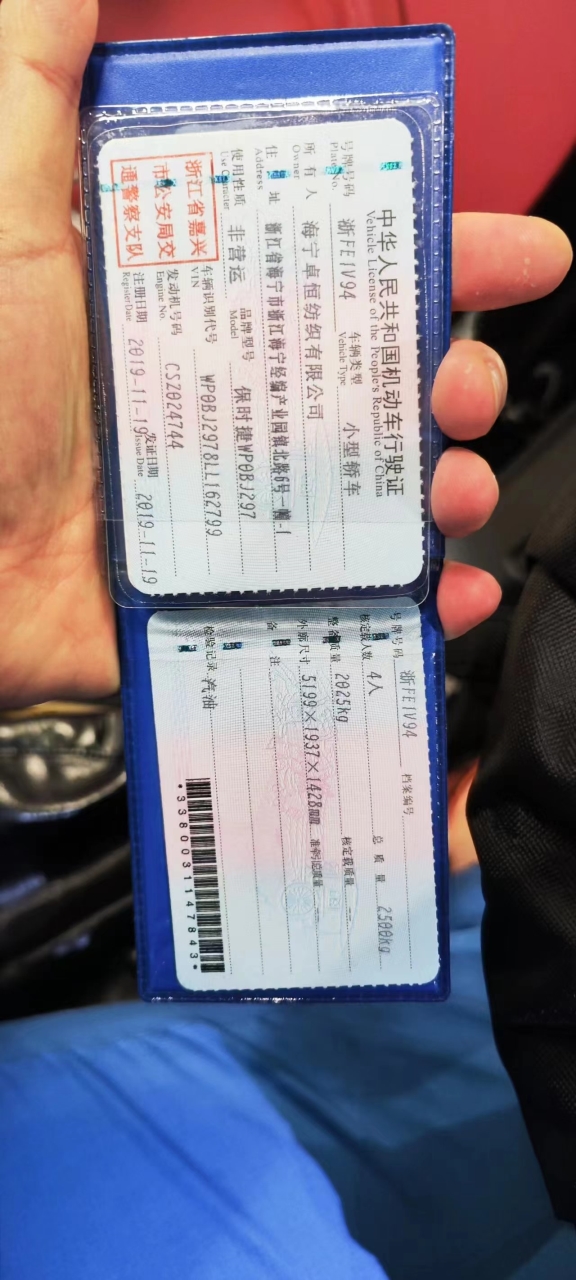 中华人民共和国机动车行驶证
Vehicle License of the People's Republic of China
号牌号码 浙FE1V94 车辆类型 小型轿车
Plate No. Vehicle Type
所有人 海宁卓恒纺织有限公司
Owner
住址 浙江省海宁市浙江海宁经编产业园镇北路6号一幢-1
Address
使用性质 非营运 品牌型号 保时捷WP0BJ297
Use Character Model
浙江省嘉兴
市公安局交
通警察支队
车辆识别代号 WP0BJ2978LL162799
VIN
发动机号码 CSZ024744
Engine No.
注册日期 2019-11-19 发证日期 2019-11-19
Register Date Issue Date
号牌号码 浙FE1V94 档案编号
核定载人数 4人 总质量 2500kg
整备质量 2025kg 核定载质量 --
外廓尺寸 5199×1937×1428mm 准牵引总质量 --
备注
检验记录 汽油
*3380031147843*